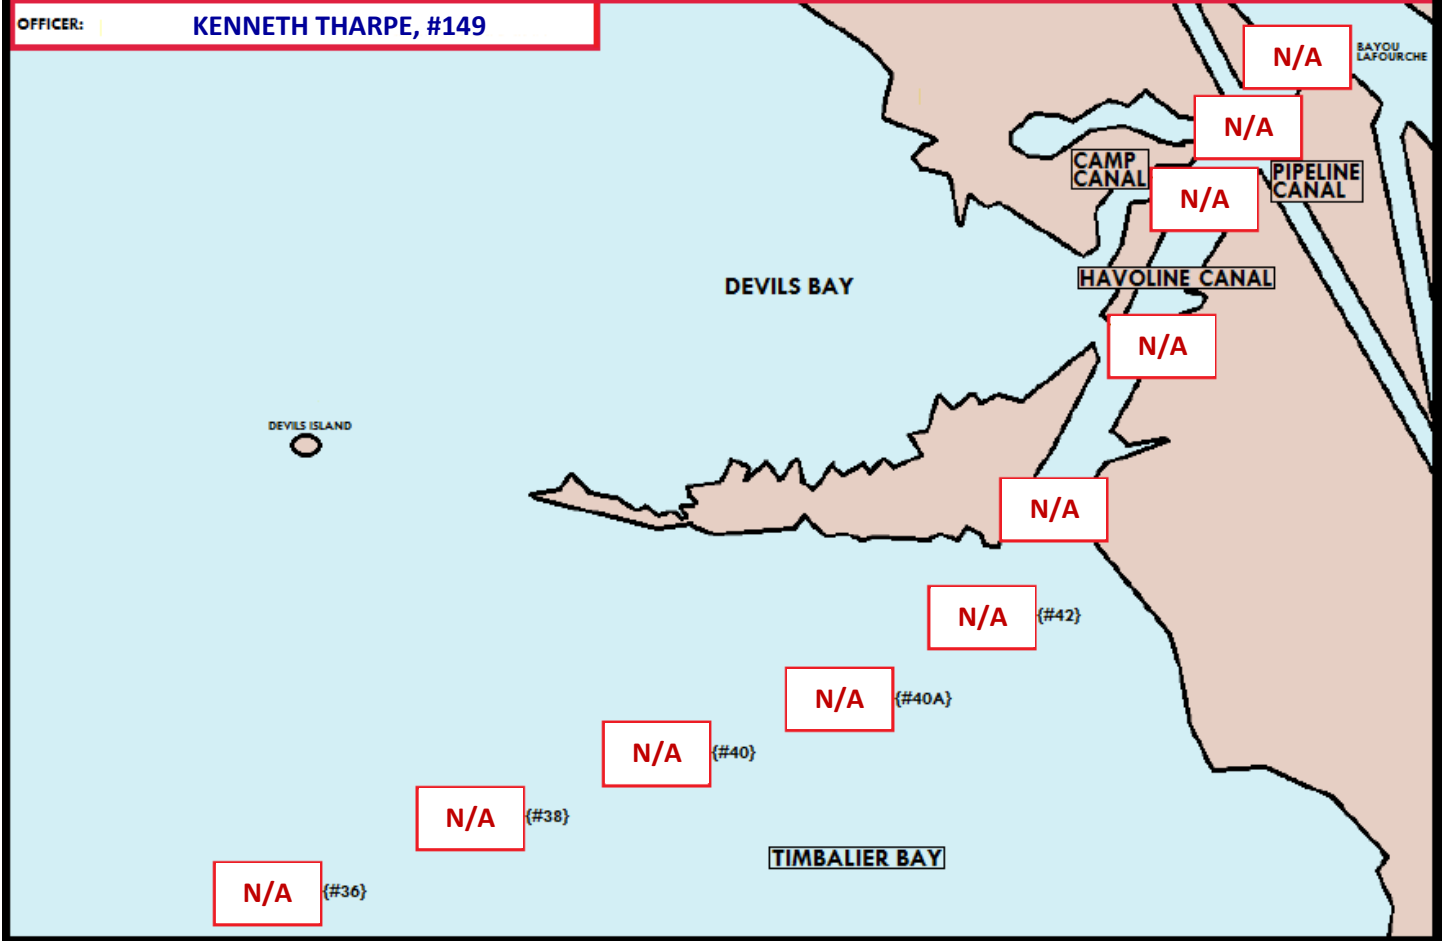 OFFICER: KENNETH THARPE, #149
N/A
BAYOU
LAFOURCHE
N/A
CAMP
CANAL
PIPELINE
CANAL
N/A
HAVOLINE CANAL
DEVILS BAY
N/A
DEVILS ISLAND
N/A
N/A {#42}
N/A {#40A}
N/A {#40}
N/A {#38}
TIMBALIER BAY
N/A {#36}